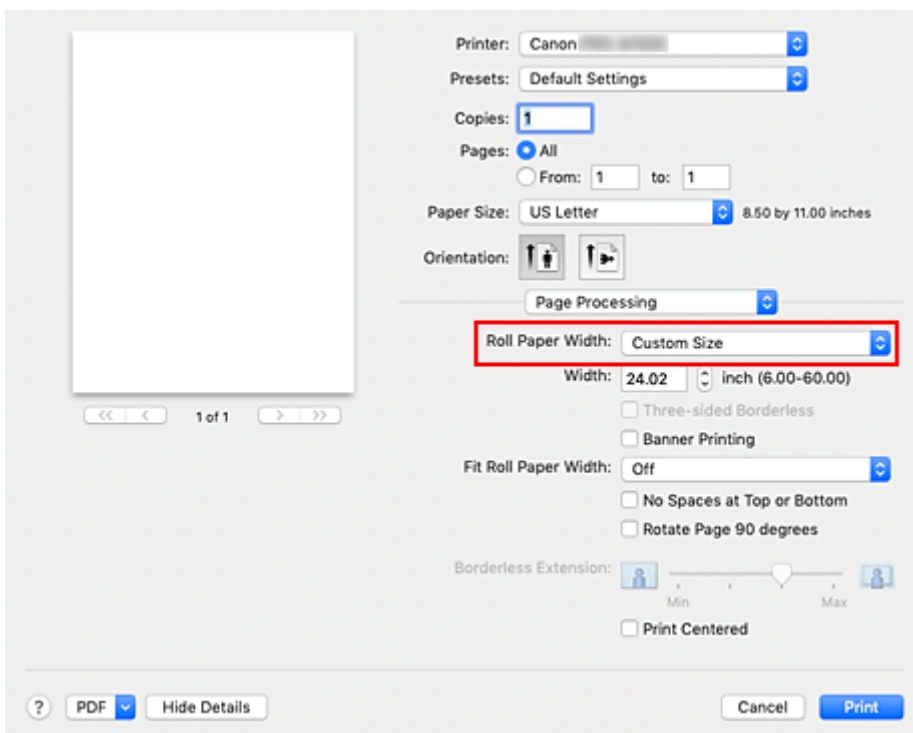 Printer: Canon
Presets: Default Settings
Copies: 1
Pages: All
From: 1 to: 1
Paper Size: US Letter 8.50 by 11.00 inches
Orientation:
Page Processing
Roll Paper Width: Custom Size
Width: 24.02 inch (6.00-60.00)
Three-sided Borderless
Banner Printing
Fit Roll Paper Width: Off
No Spaces at Top or Bottom
Rotate Page 90 degrees
Borderless Extension:
Min Max
Print Centered
<< < 1 of 1 > >>
? PDF Hide Details Cancel Print